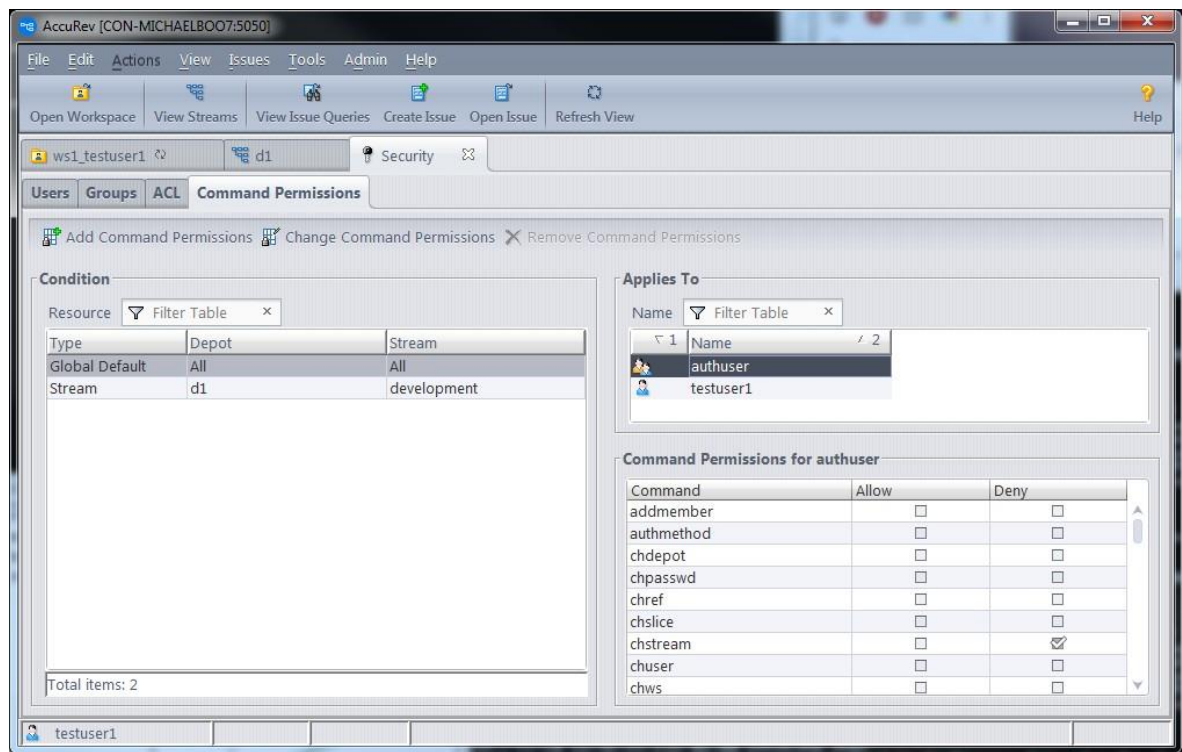 AccuRev [CON-MICHAELBOO7:5050]
File Edit Actions View Issues Tools Admin Help
Open Workspace View Streams View Issue Queries Create Issue Open Issue Refresh View Help
ws1_testuser1 d1 Security
Users Groups ACL Command Permissions
Add Command Permissions Change Command Permissions Remove Command Permissions
Condition
Resource Filter Table ×
Type Depot Stream
Global Default All All
Stream d1 development
Total items: 2
Applies To
Name Filter Table ×
1 Name 2
authuser
testuser1
Command Permissions for authuser
Command Allow Deny
addmember
authmethod
chdepot
chpasswd
chref
chslice
chstream
chuser
chws
testuser1